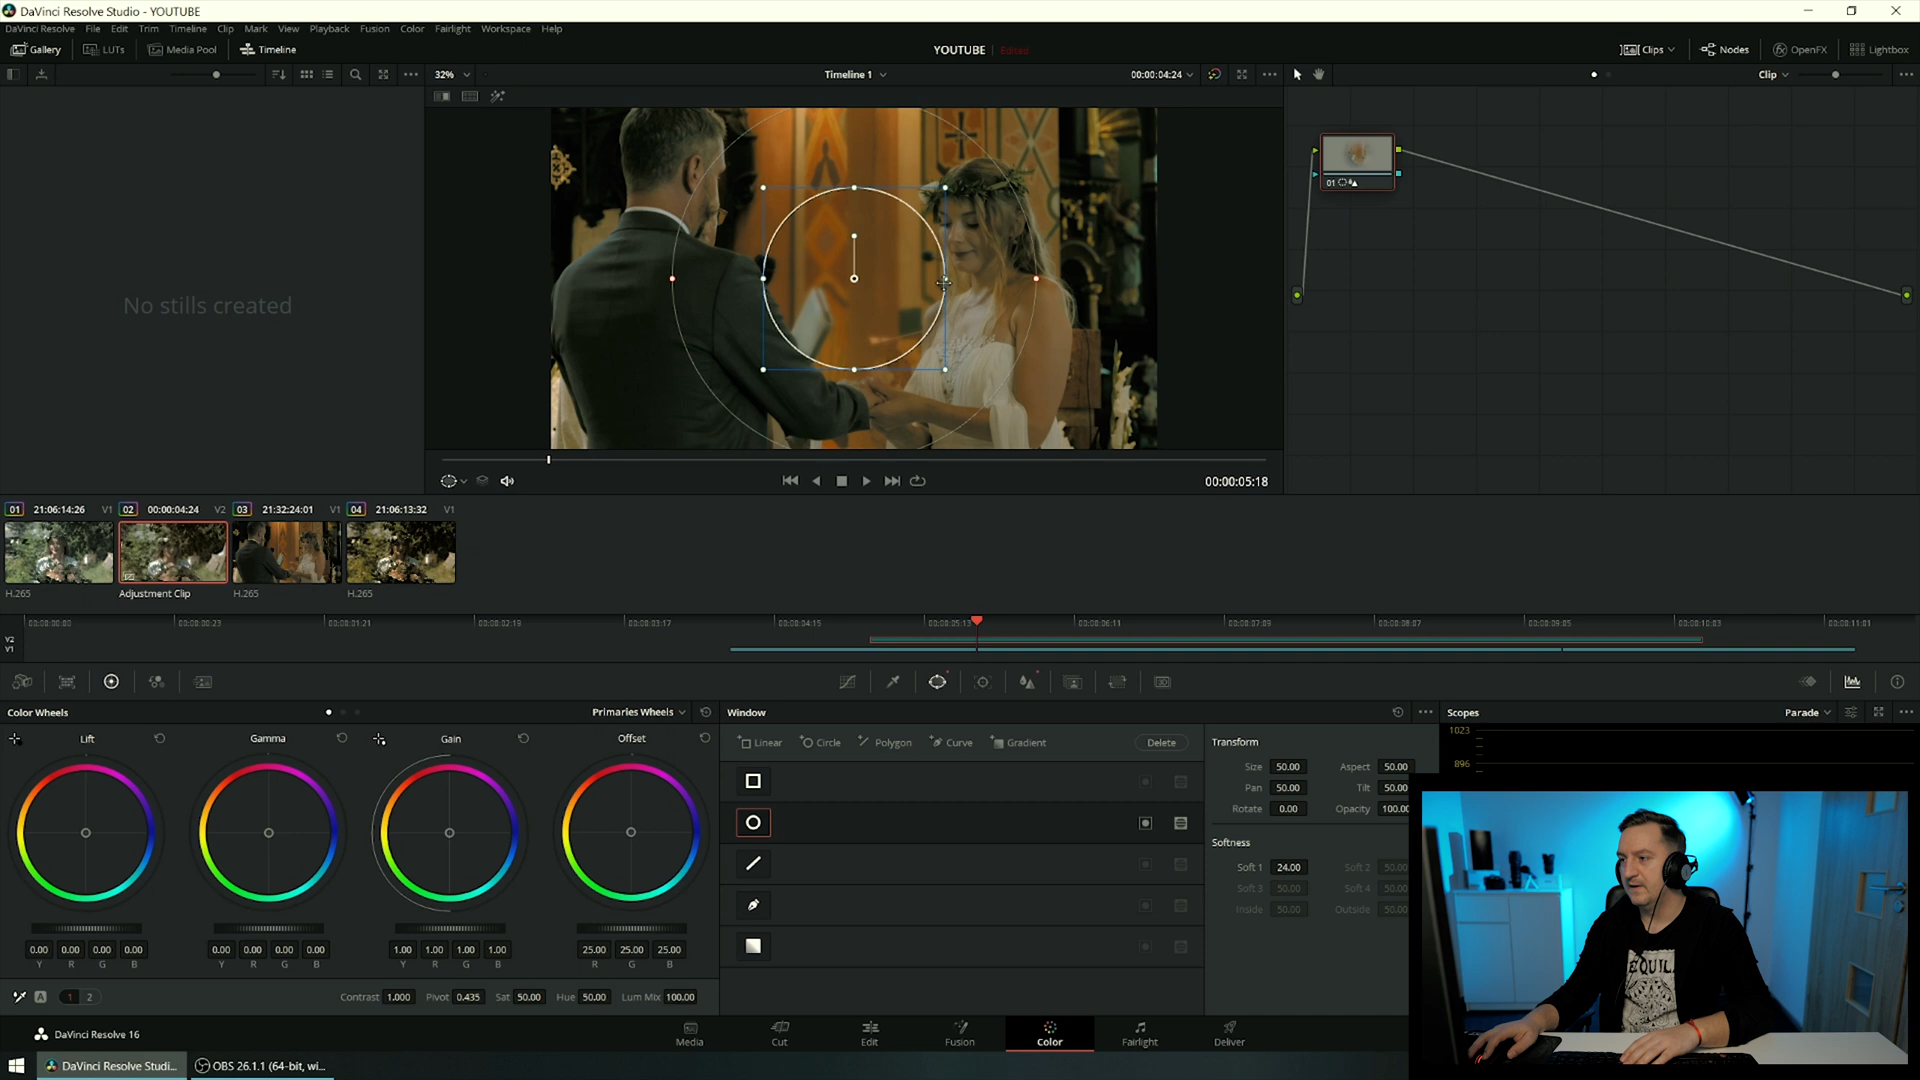 DaVinci Resolve Studio - YOUTUBE
DaVinci Resolve File Edit Trim Timeline Clip Mark View Playback Fusion Color Fairlight Workspace Help
Gallery LUTs Media Pool Timeline YOUTUBE Edited Clips Nodes OpenFX Lightbox
32% Timeline 1 00:00:04:24 Clip
01
No stills created
00:00:05:18
01 21:06:14:26 V1 02 00:00:04:24 V2 03 21:32:24:01 V1 04 21:06:13:32 V1
H.265 Adjustment Clip H.265 H.265
00:00:00:00 00:00:00:23 00:00:01:21 00:00:02:19 00:00:03:17 00:00:04:15 00:00:05:13 00:00:06:11 00:00:07:09 00:00:08:07 00:00:09:05 00:00:10:03 00:00:11:01
V2
V1
Color Wheels Primaries Wheels Window Scopes Parade
Lift Gamma Gain Offset
Linear Circle Polygon Curve Gradient Delete
Transform
Size 50.00 Aspect 50.00
Pan 50.00 Tilt 50.00
Rotate 0.00 Opacity 100.00
Softness
Soft 1 24.00 Soft 2 50.00
Soft 3 50.00 Soft 4 50.00
Inside 50.00 Outside 50.00
1023
896
0.00 0.00 0.00 0.00 0.00 0.00 0.00 0.00 1.00 1.00 1.00 1.00 25.00 25.00 25.00
Y R G B Y R G B Y R G B R G B
A 1 2 Contrast 1.000 Pivot 0.435 Sat 50.00 Hue 50.00 Lum Mix 100.00
EQUIL
DaVinci Resolve 16
Media Cut Edit Fusion Color Fairlight Deliver
DaVinci Resolve Studi... OBS 26.1.1 (64-bit, wi...